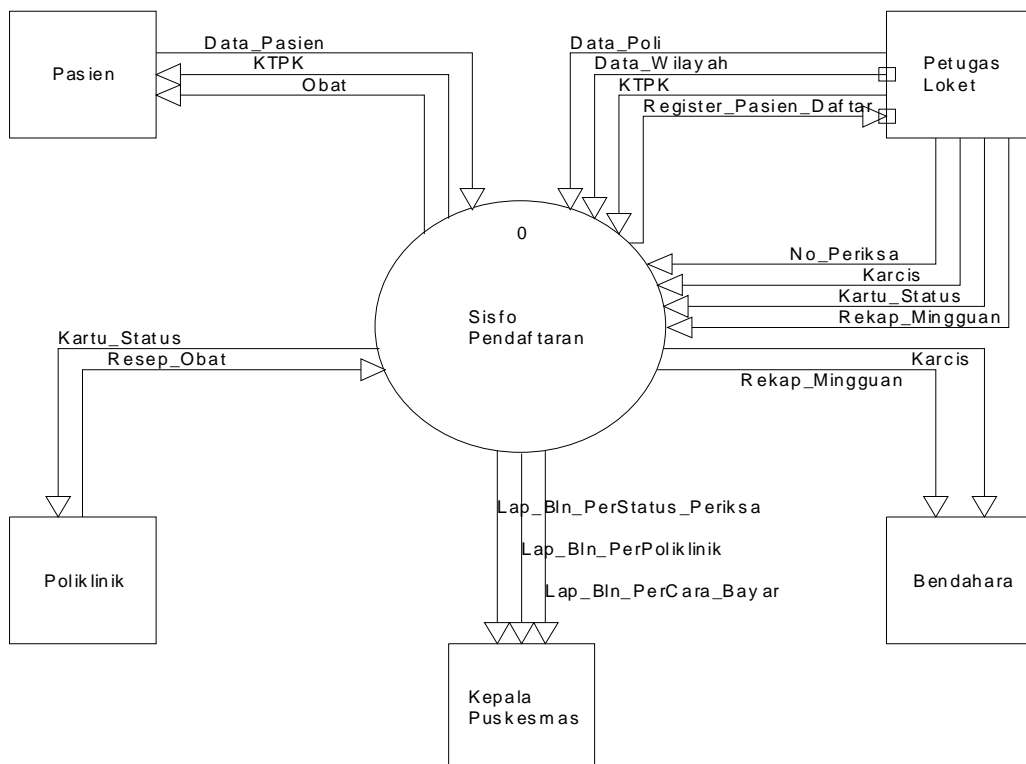 Data_Pasien
KTPK
Obat
Pasien
Data_Poli
Data_Wilayah
KTPK
Register_Pasien_Daftar
Petugas
Loket
0
Sisfo
Pendaftaran
No_Periksa
Karcis
Kartu_Status
Rekap_Mingguan
Kartu_Status
Resep_Obat
Karcis
Rekap_Mingguan
Lap_Bln_PerStatus_Periksa
Lap_Bln_PerPoliklinik
Lap_Bln_PerCara_Bayar
Poliklinik
Bendahara
Kepala
Puskesmas